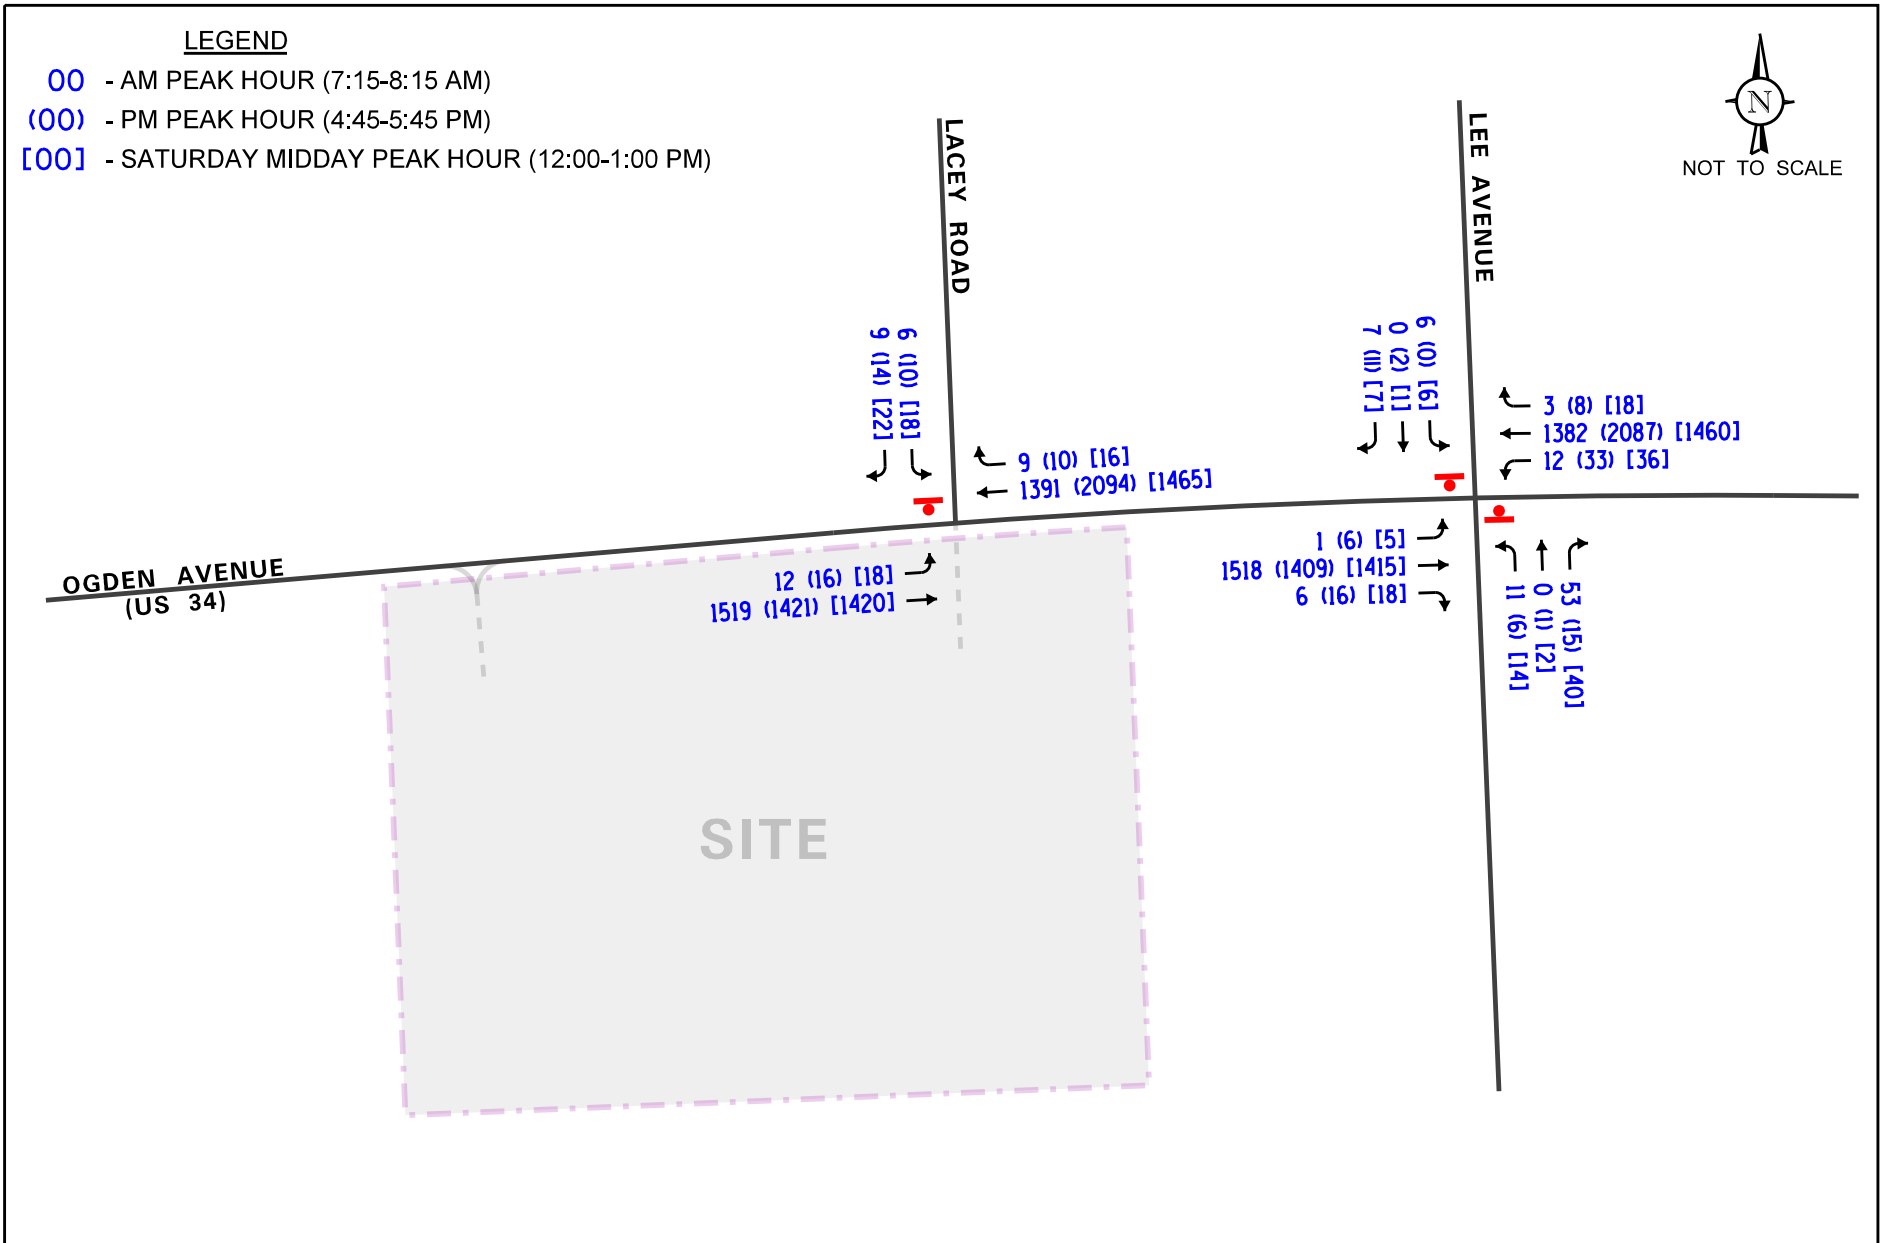 LEGEND
00 - AM PEAK HOUR (7:15-8:15 AM)
(00) - PM PEAK HOUR (4:45-5:45 PM)
[00] - SATURDAY MIDDAY PEAK HOUR (12:00-1:00 PM)
N
NOT TO SCALE
LACEY ROAD
LEE AVENUE
9 (14) [22]
6 (10) [18]
7 (11) [7]
0 (2) [1]
6 (0) [6]
3 (8) [18]
1382 (2087) [1460]
12 (33) [36]
9 (10) [16]
1391 (2094) [1465]
1 (6) [5]
1518 (1409) [1415]
6 (16) [18]
OGDEN AVENUE
(US 34)
12 (16) [18]
1519 (1421) [1420]
11 (6) [14]
0 (1) [2]
53 (15) [40]
SITE